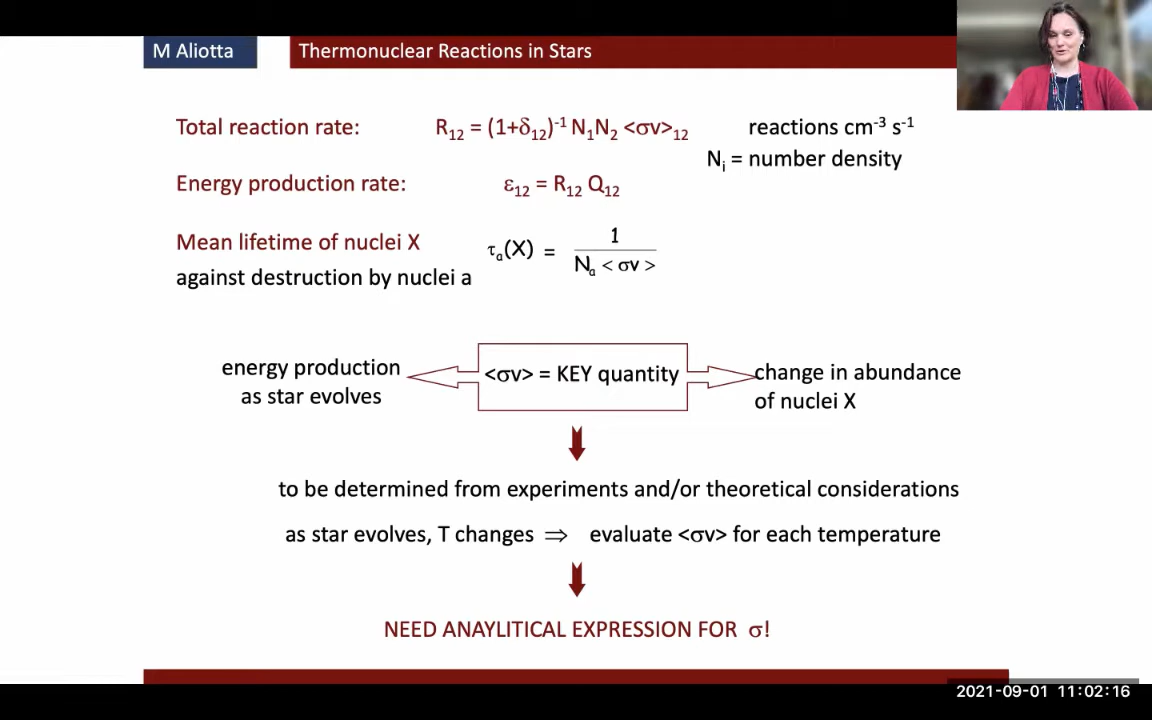 M Aliotta
Thermonuclear Reactions in Stars
Total reaction rate: R₁₂ = (1+δ₁₂)⁻¹ N₁N₂ <σv>₁₂ reactions cm⁻³ s⁻¹
Nᵢ = number density
Energy production rate: ε₁₂ = R₁₂ Q₁₂
Mean lifetime of nuclei X τₐ(X) = 1 / Nₐ < σv >
against destruction by nuclei a
energy production
as star evolves
<σv> = KEY quantity
change in abundance
of nuclei X
to be determined from experiments and/or theoretical considerations
as star evolves, T changes ⇒ evaluate <σv> for each temperature
NEED ANAYLITICAL EXPRESSION FOR σ!
2021-09-01 11:02:16